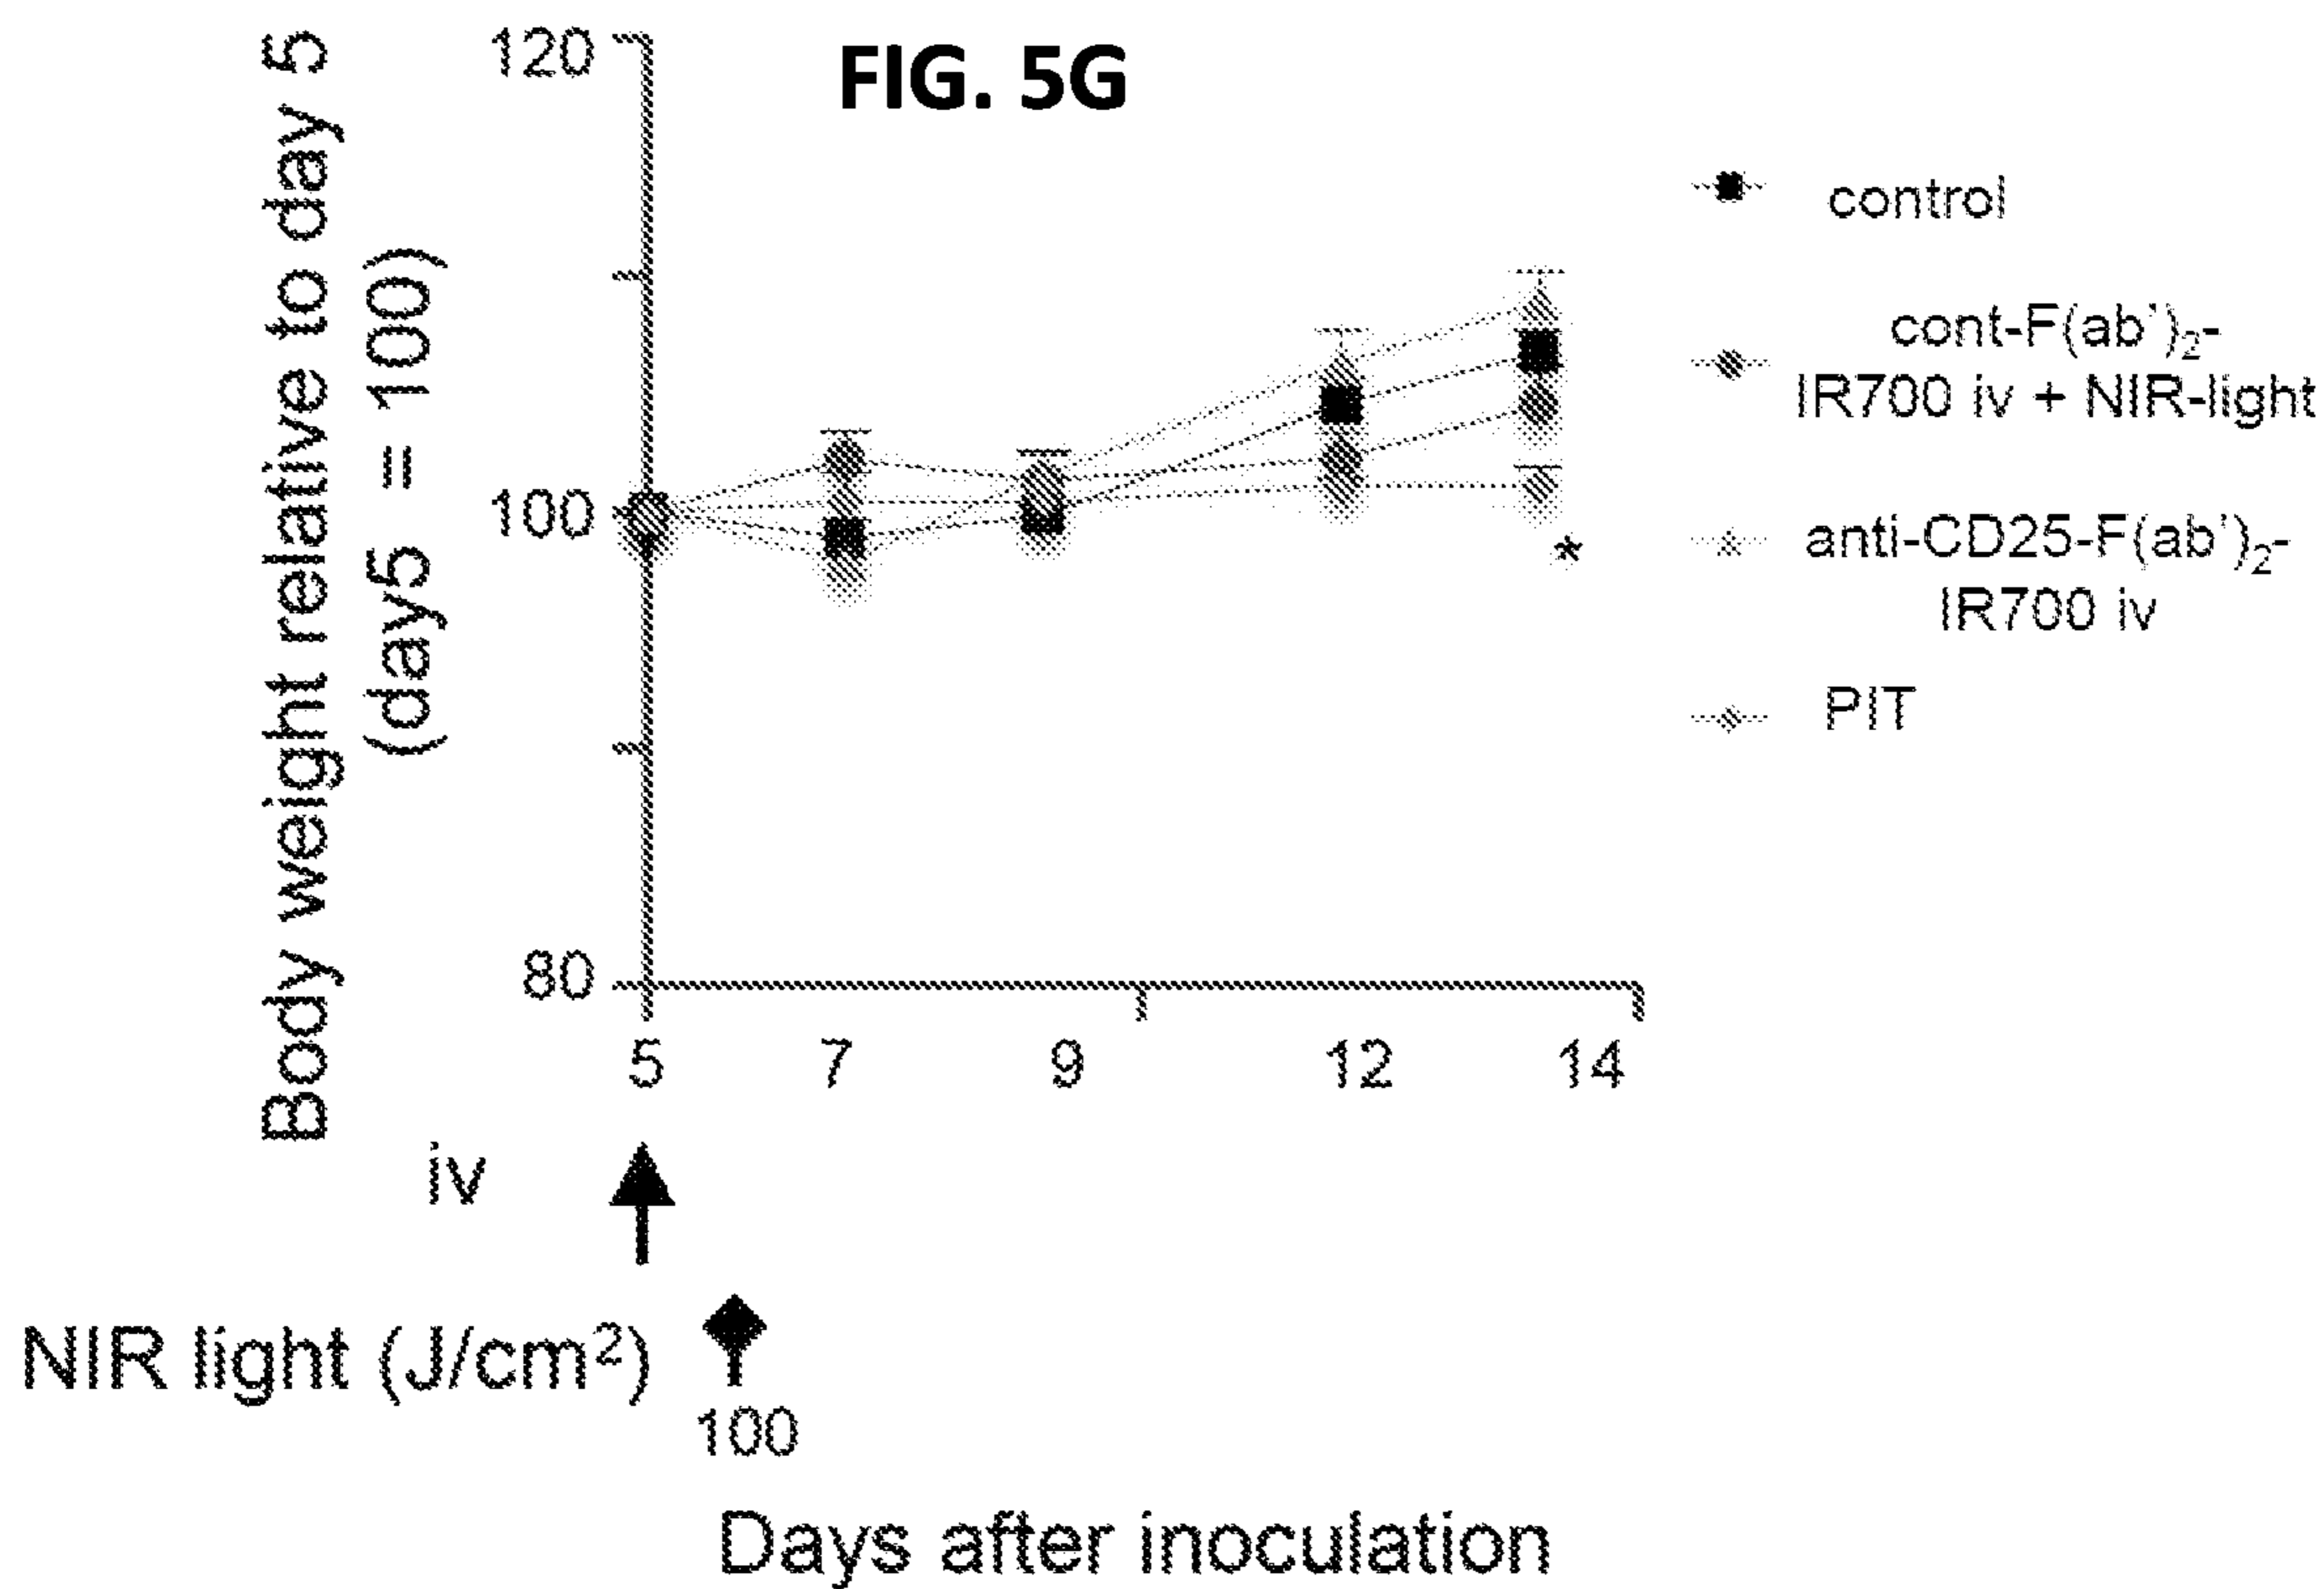 FIG. 5G
Body weight relative to day 5
(day5 = 100)
120
100
80
control
cont-F(ab’)₂-
IR700 iv + NIR-light
anti-CD25-F(ab’)₂-
IR700 iv
PIT
*
5 7 9 12 14
iv
NIR light (J/cm²)
100
Days after inoculation